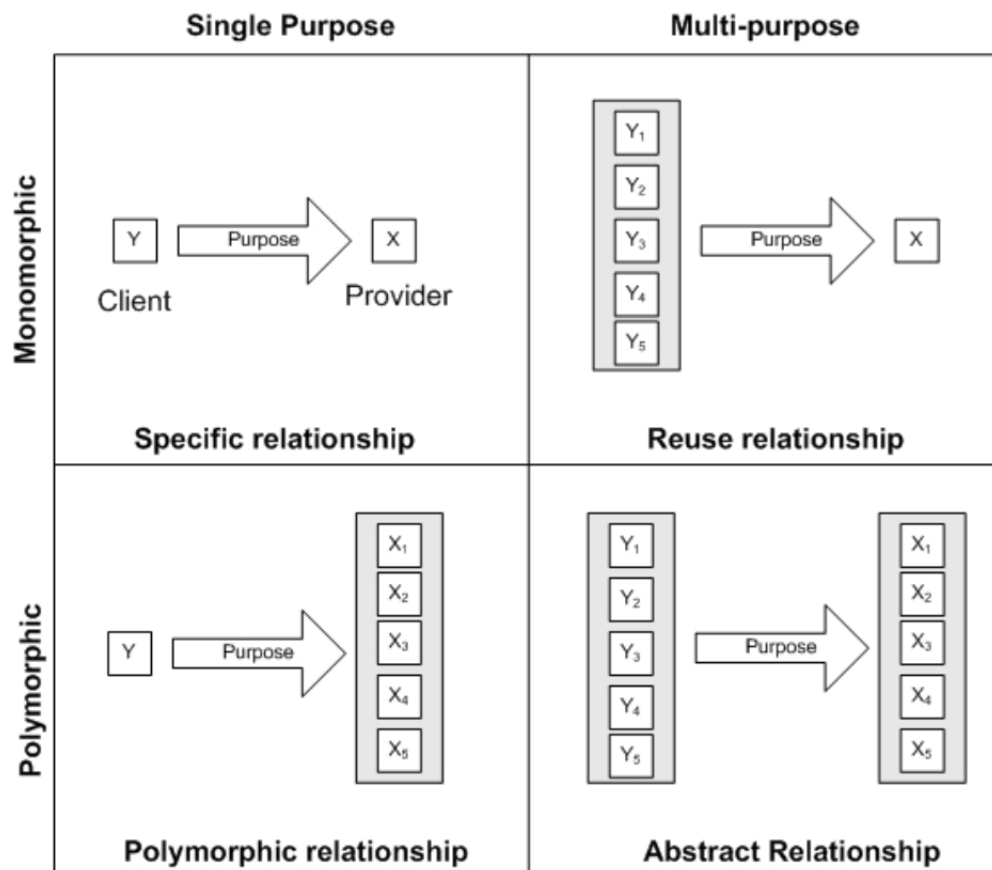 Single Purpose
Multi-purpose
Monomorphic
Y
Purpose
X
Client
Provider
Specific relationship
Y₁
Y₂
Y₃
Y₄
Y₅
Purpose
X
Reuse relationship
Polymorphic
Y
Purpose
X₁
X₂
X₃
X₄
X₅
Polymorphic relationship
Y₁
Y₂
Y₃
Y₄
Y₅
Purpose
X₁
X₂
X₃
X₄
X₅
Abstract Relationship